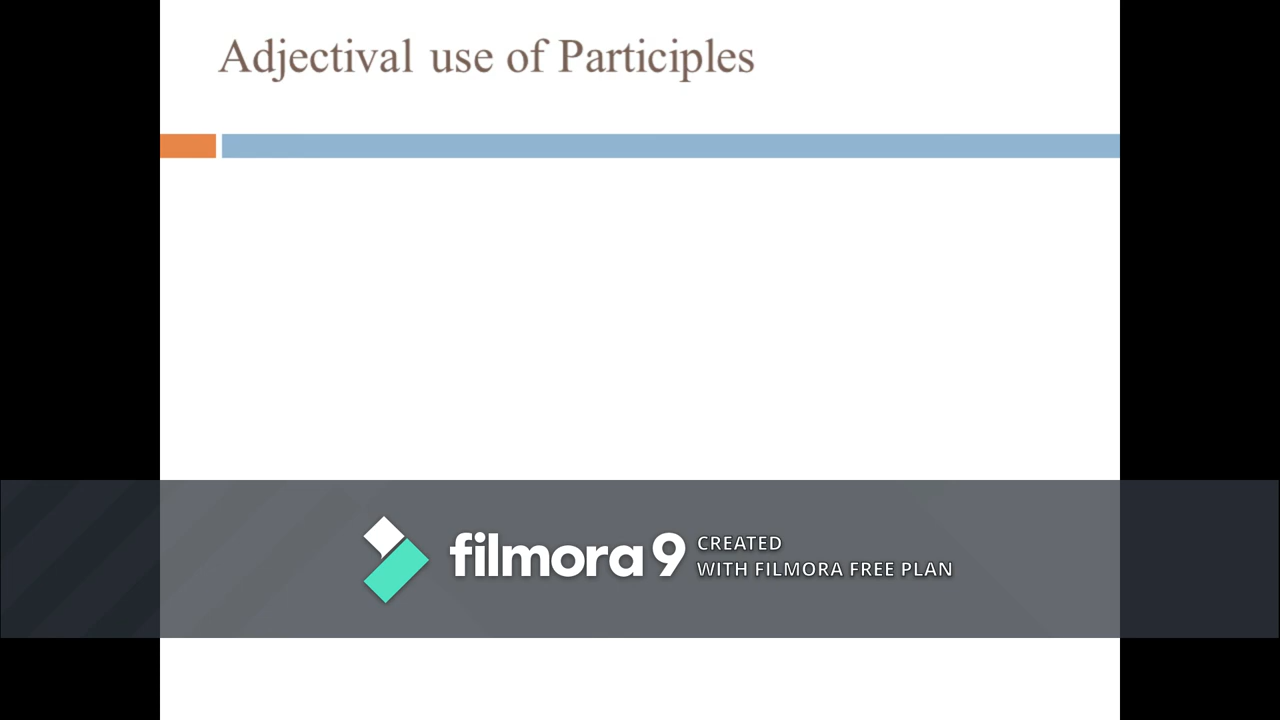 Adjectival use of Participles
filmora 9
CREATED
WITH FILMORA FREE PLAN